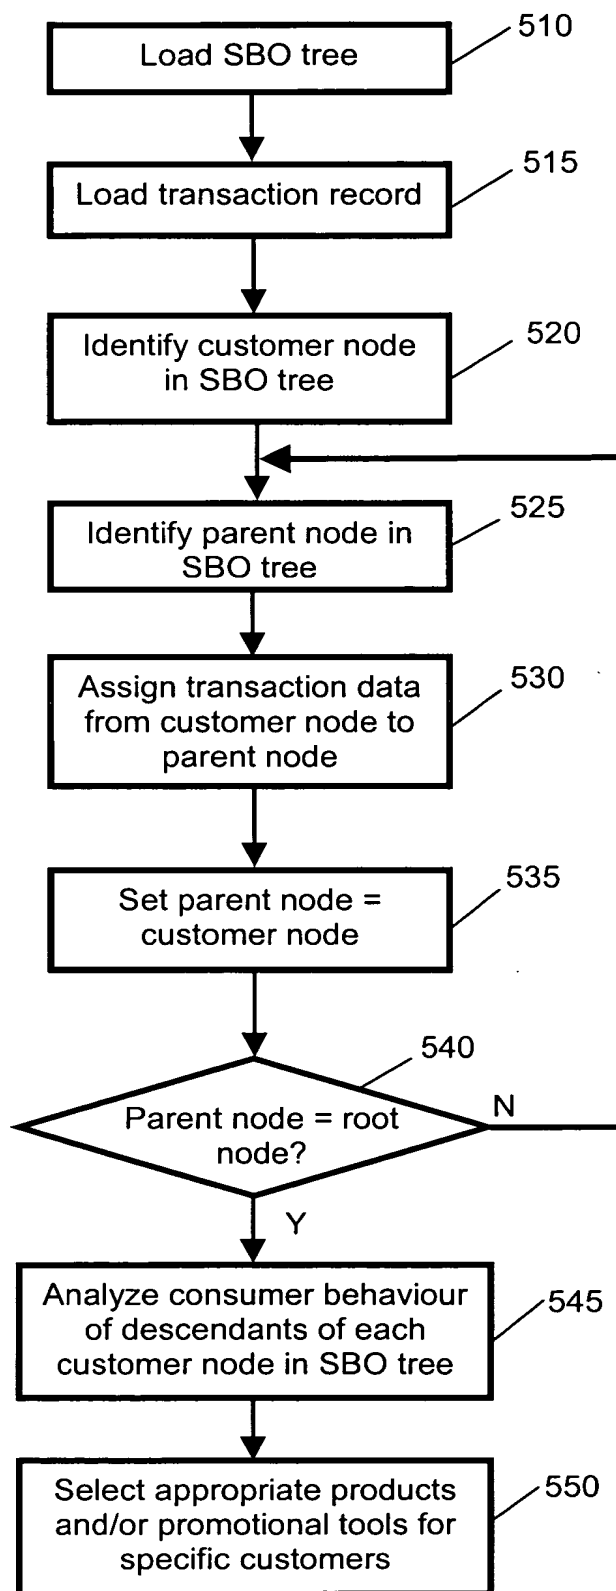 510
Load SBO tree
515
Load transaction record
520
Identify customer node
in SBO tree
525
Identify parent node in
SBO tree
530
Assign transaction data
from customer node to
parent node
535
Set parent node =
customer node
540
Parent node = root
node?
N
Y
Analyze consumer behaviour
of descendants of each
customer node in SBO tree
545
Select appropriate products
and/or promotional tools for
specific customers
550